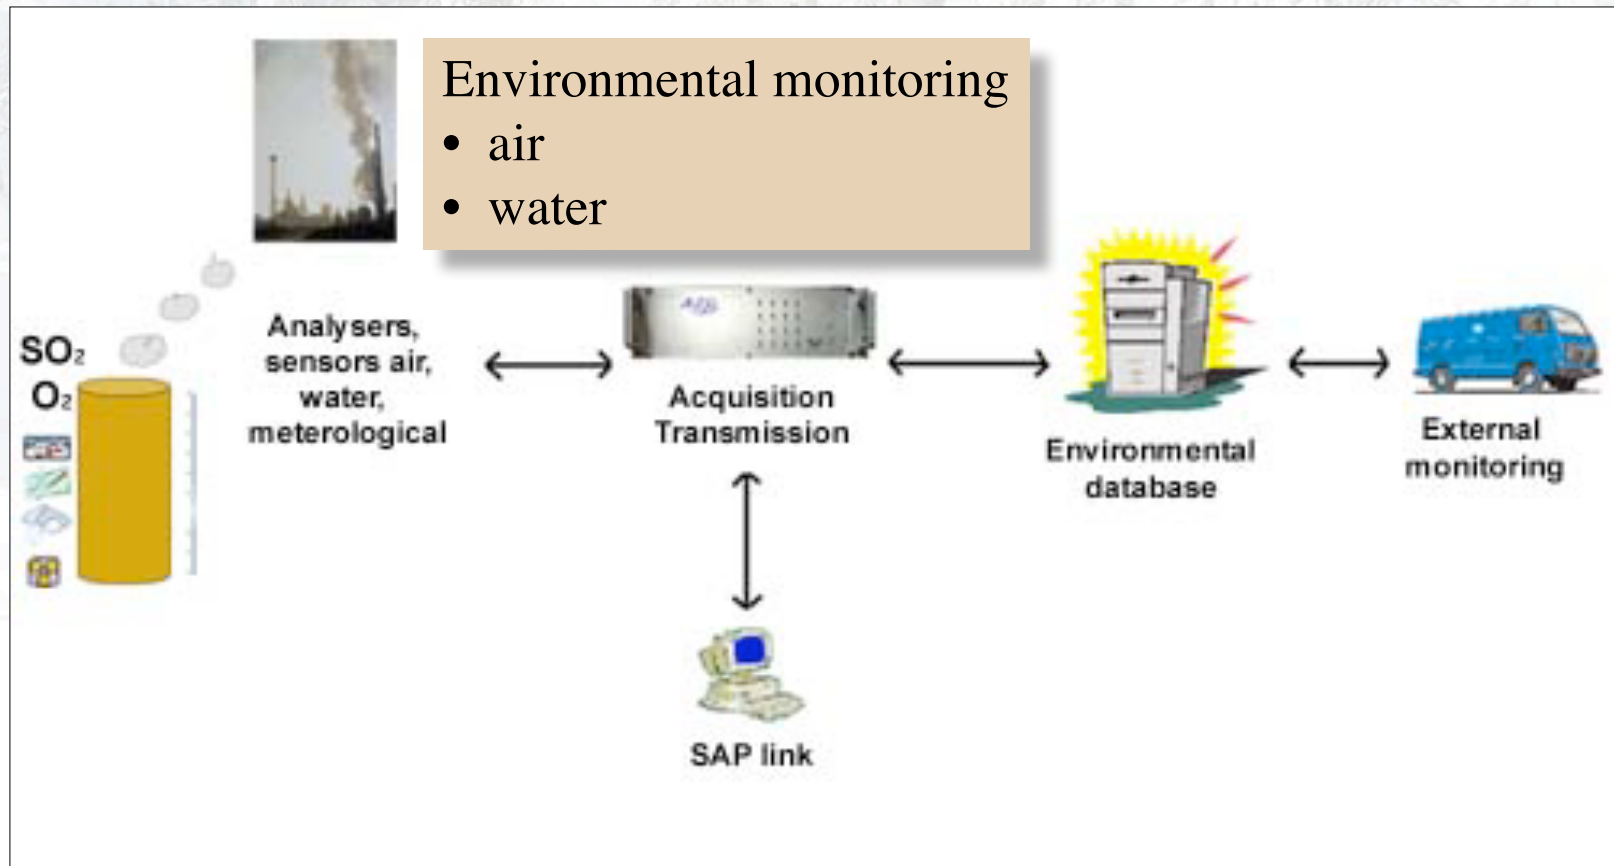 Environmental monitoring
• air
• water
SO₂
O₂
Analysers,
sensors air,
water,
meterological
Acquisition
Transmission
Environmental
database
External
monitoring
SAP link